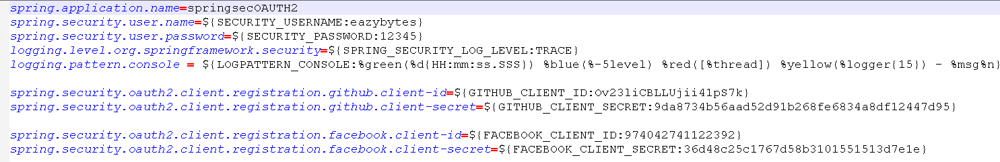 spring.application.name=springsecOAUTH2
spring.security.user.name=${SECURITY_USERNAME:eazybytes}
spring.security.user.password=${SECURITY_PASSWORD:12345}
logging.level.org.springframework.security=${SPRING_SECURITY_LOG_LEVEL:TRACE}
logging.pattern.console = ${LOGPATTERN_CONSOLE:%green(%d{HH:mm:ss.SSS}) %blue(%-5level) %red([%thread]) %yellow(%logger{15}) - %msg%n}
spring.security.oauth2.client.registration.github.client-id=${GITHUB_CLIENT_ID:Ov23liCBLLUjii41pS7k}
spring.security.oauth2.client.registration.github.client-secret=${GITHUB_CLIENT_SECRET:9da8734b56aad52d91b268fe6834a8df12447d95}
spring.security.oauth2.client.registration.facebook.client-id=${FACEBOOK_CLIENT_ID:974042741122392}
spring.security.oauth2.client.registration.facebook.client-secret=${FACEBOOK_CLIENT_SECRET:36d48c25c1767d58b3101551513d7e1e}